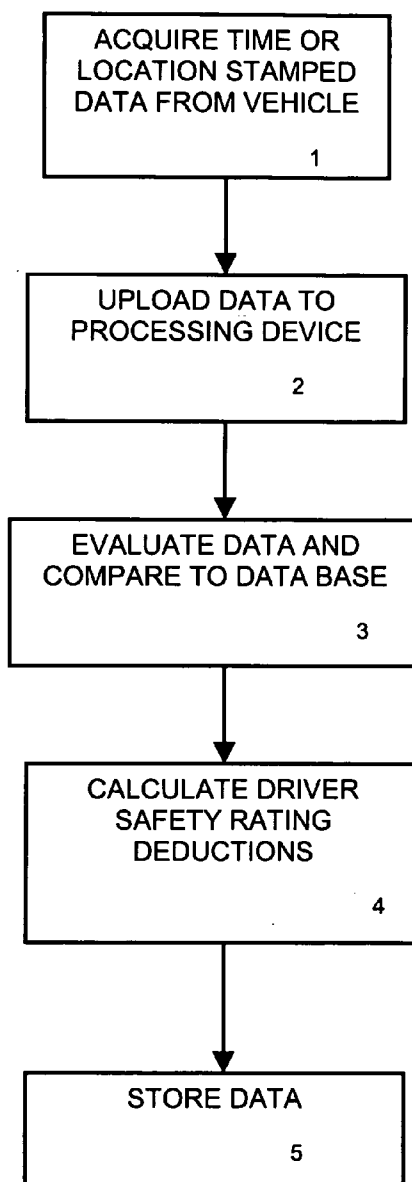 ACQUIRE TIME OR
LOCATION STAMPED
DATA FROM VEHICLE
1
UPLOAD DATA TO
PROCESSING DEVICE
2
EVALUATE DATA AND
COMPARE TO DATA BASE
3
CALCULATE DRIVER
SAFETY RATING
DEDUCTIONS
4
STORE DATA
5